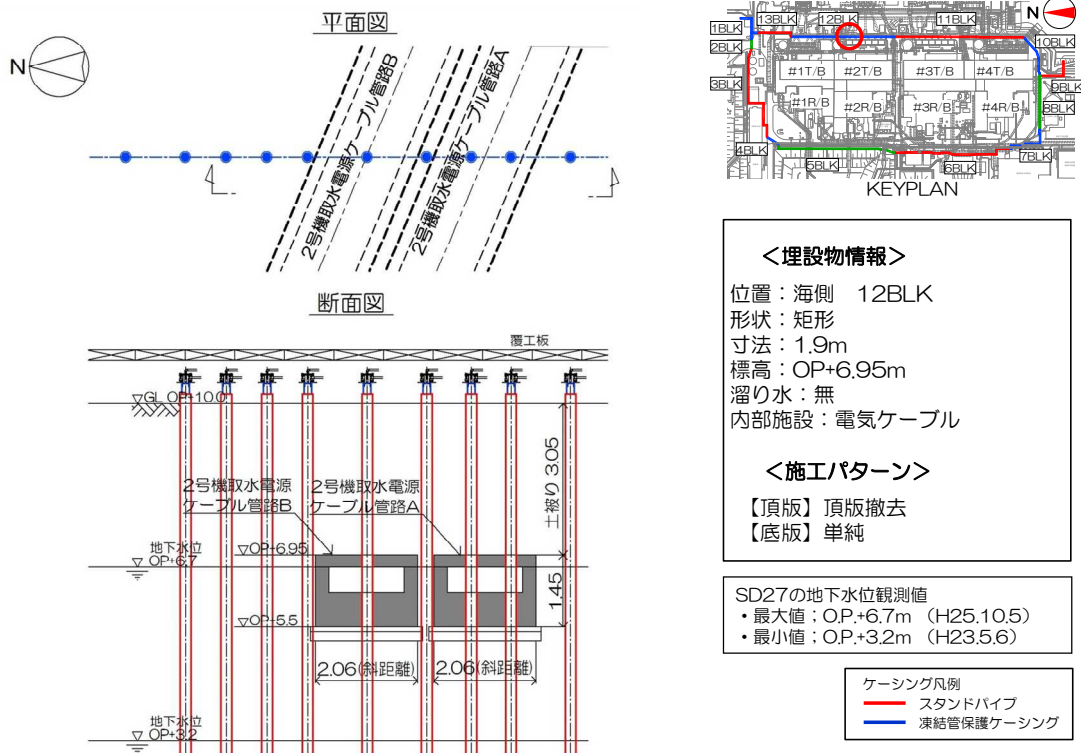 平面図
N
2号機取水電源ケーブル管路B
2号機取水電源ケーブル管路A
断面図
覆工板
▽GL OP+10.0
土被り 3.05
2号機取水電源
ケーブル管路B
2号機取水電源
ケーブル管路A
地下水位
▽OP+6.7
▽OP+6.95
1.45
▽OP+5.5
2.06(斜距離)
2.06(斜距離)
地下水位
▽OP+3.2
1BLK
13BLK
12BLK
11BLK
N
2BLK
10BLK
3BLK
#1T/B
#2T/B
#3T/B
#4T/B
9BLK
#1R/B
#2R/B
#3R/B
#4R/B
8BLK
4BLK
5BLK
6BLK
7BLK
KEYPLAN
<埋設物情報>
位置：海側　12BLK
形状：矩形
寸法：1.9m
標高：OP+6.95m
溜り水：無
内部施設：電気ケーブル
<施工パターン>
【頂版】頂版撤去
【底版】単純
SD27の地下水位観測値
・最大値；O.P.+6.7m （H25.10.5）
・最小値；O.P.+3.2m （H23.5.6）
ケーシング凡例
スタンドパイプ
凍結管保護ケーシング